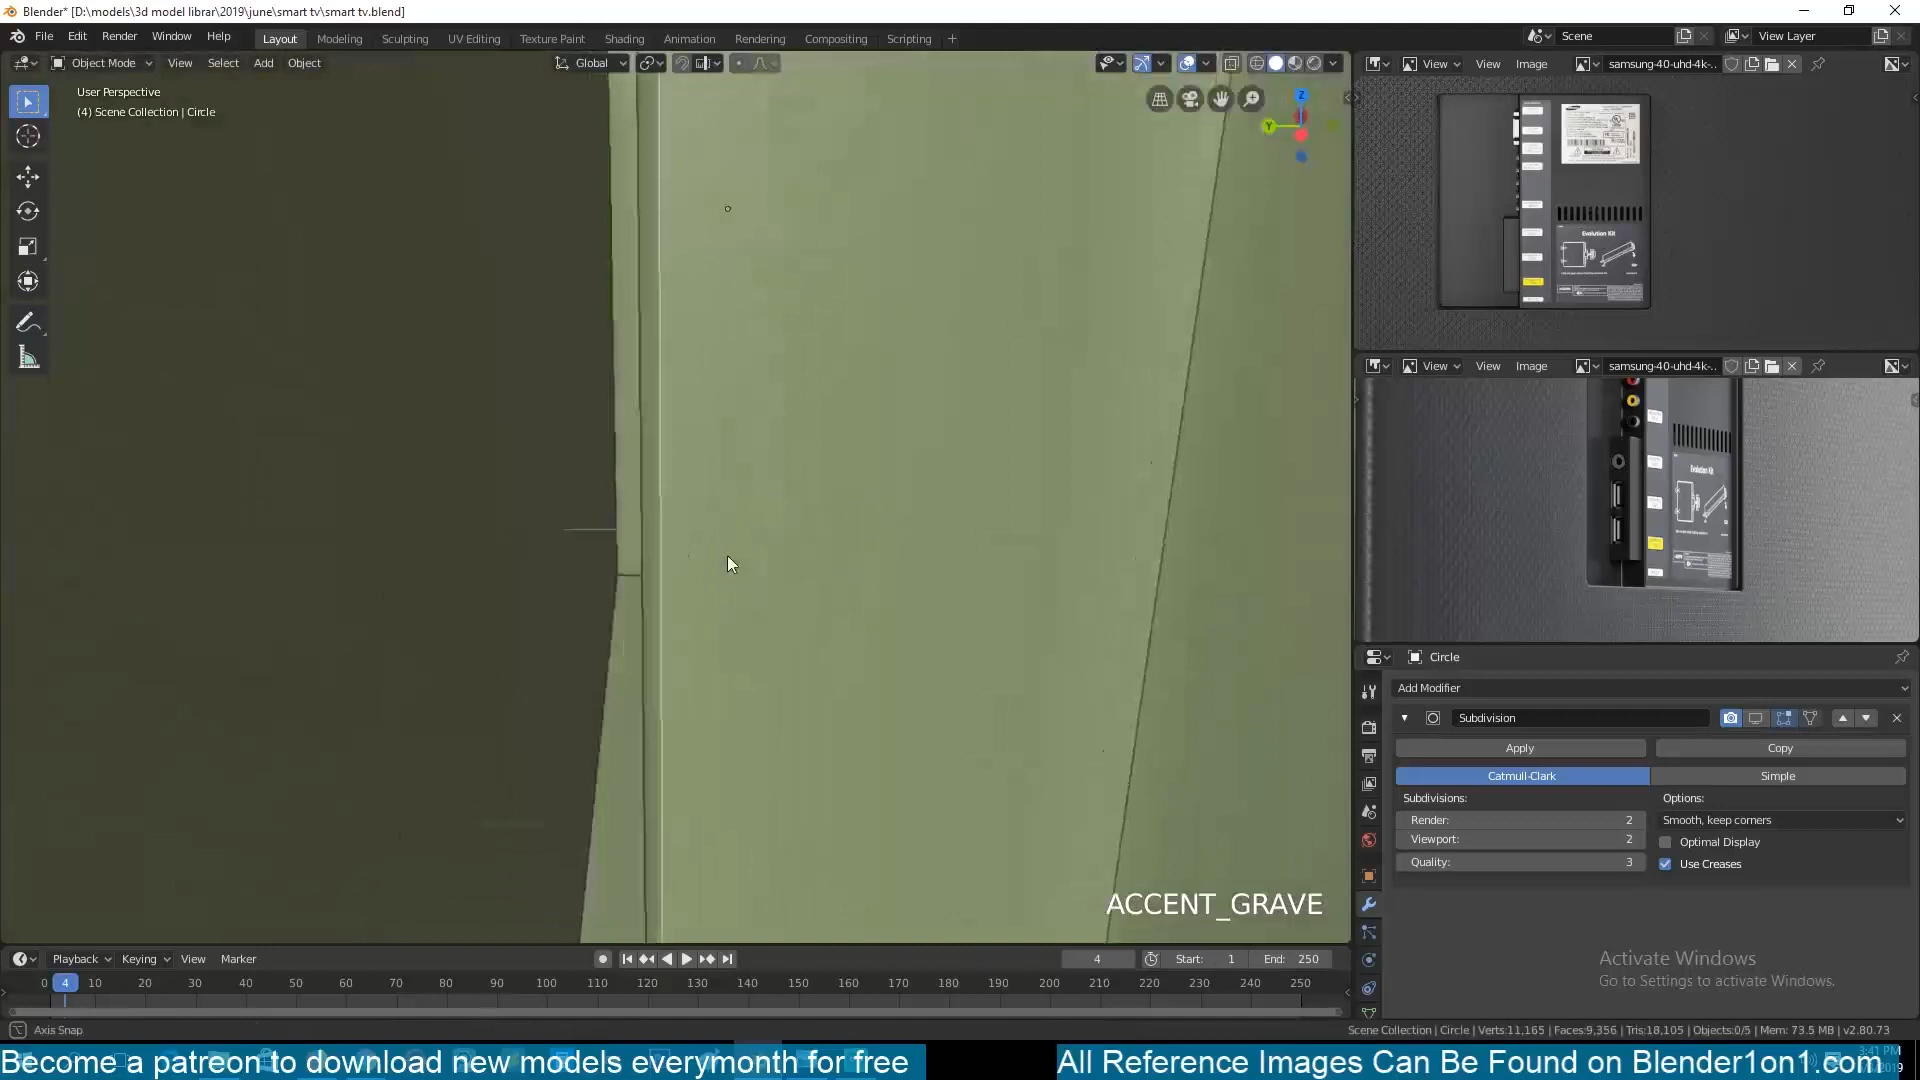 Blender* [D:\models\3d model librar\2019\june\smart tv\smart tv.blend]
File Edit Render Window Help
Layout Modeling Sculpting UV Editing Texture Paint Shading Animation Rendering Compositing Scripting +
Scene
View Layer
Object Mode View Select Add Object
Global
User Perspective
(4) Scene Collection | Circle
Z
Y
View View Image samsung-40-uhd-4k-..
Evolution Kit
View View Image samsung-40-uhd-4k-..
Evolution Kit
Circle
Add Modifier
Subdivision
Apply Copy
Catmull-Clark Simple
Subdivisions: Options:
Render: 2 Smooth, keep corners
Viewport: 2 Optimal Display
Quality: 3 Use Creases
ACCENT_GRAVE
Activate Windows
Go to Settings to activate Windows.
Playback Keying View Marker
4 Start: 1 End: 250
0 4 10 20 30 40 50 60 70 80 90 100 110 120 130 140 150 160 170 180 190 200 210 220 230 240 250
Axis Snap
Scene Collection | Circle | Verts:11,165 | Faces:9,356 | Tris:18,105 | Objects:0/5 | Mem: 73.5 MB | v2.80.73
Become a patreon to download new models everymonth for free
All Reference Images Can Be Found on Blender1on1.com
3:41 PM